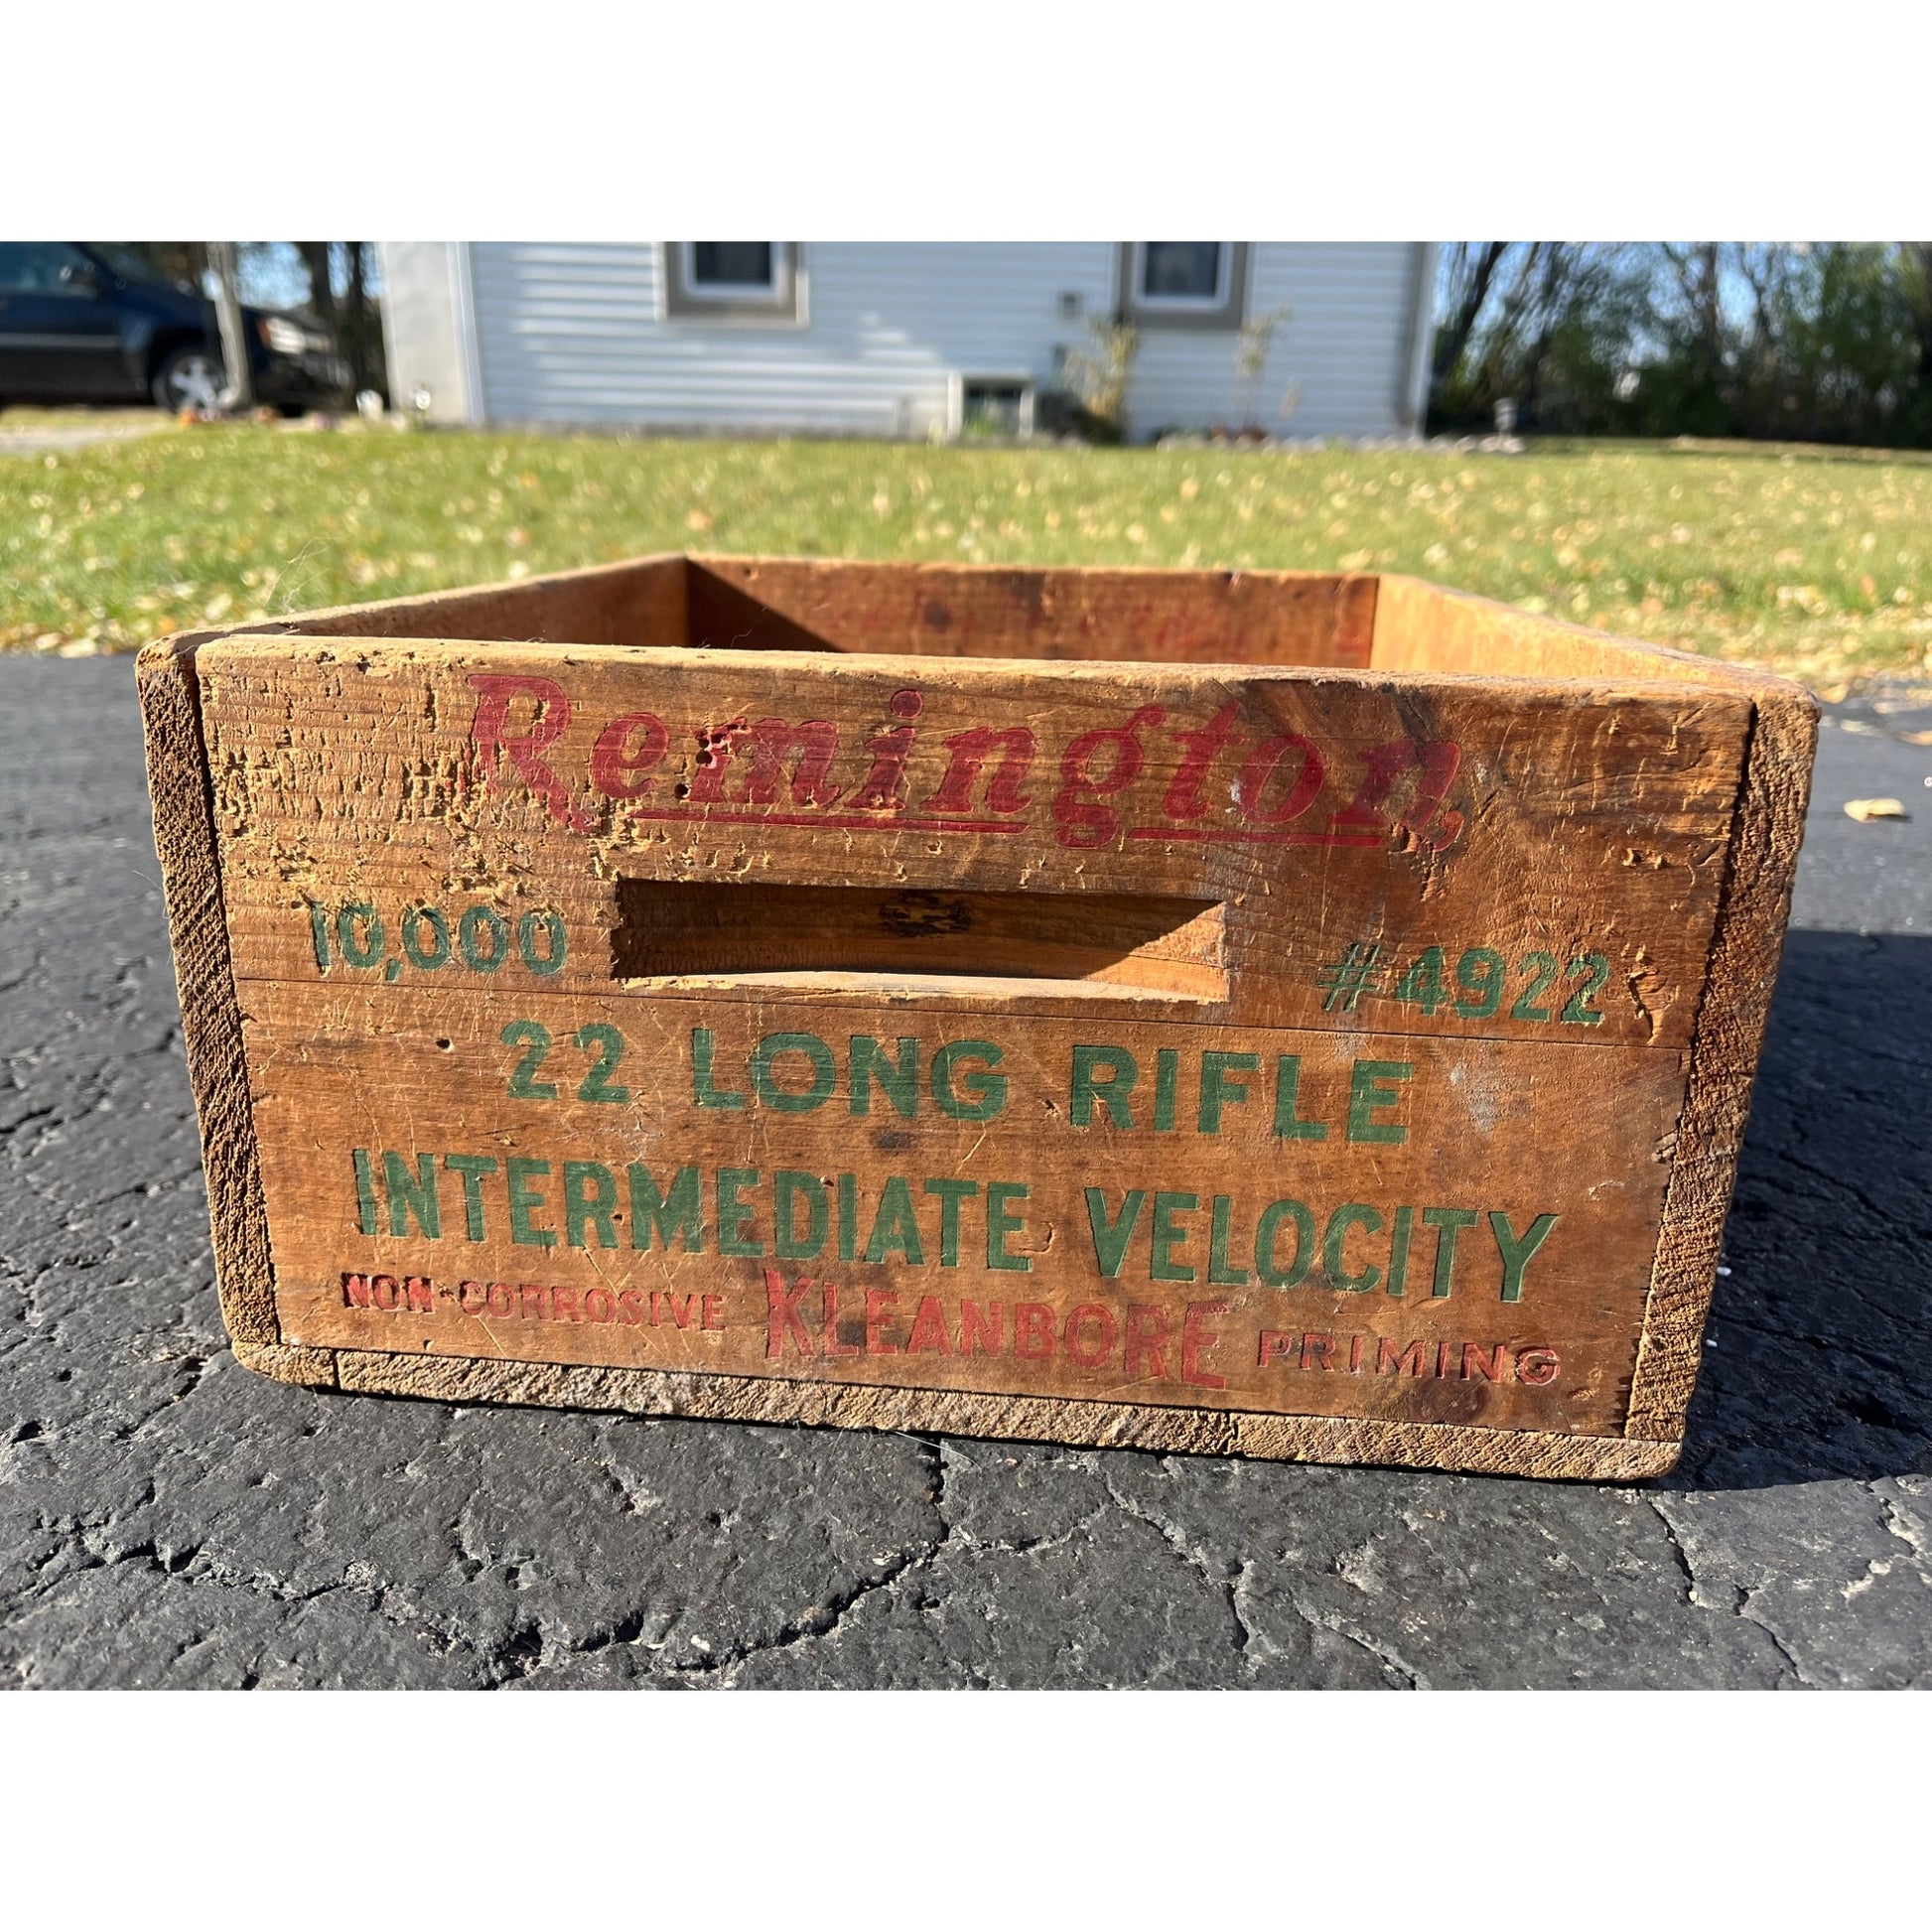 Remington,
10,000 #4922
22 LONG RIFLE
INTERMEDIATE VELOCITY
NON-CORROSIVE KLEANBORE PRIMING